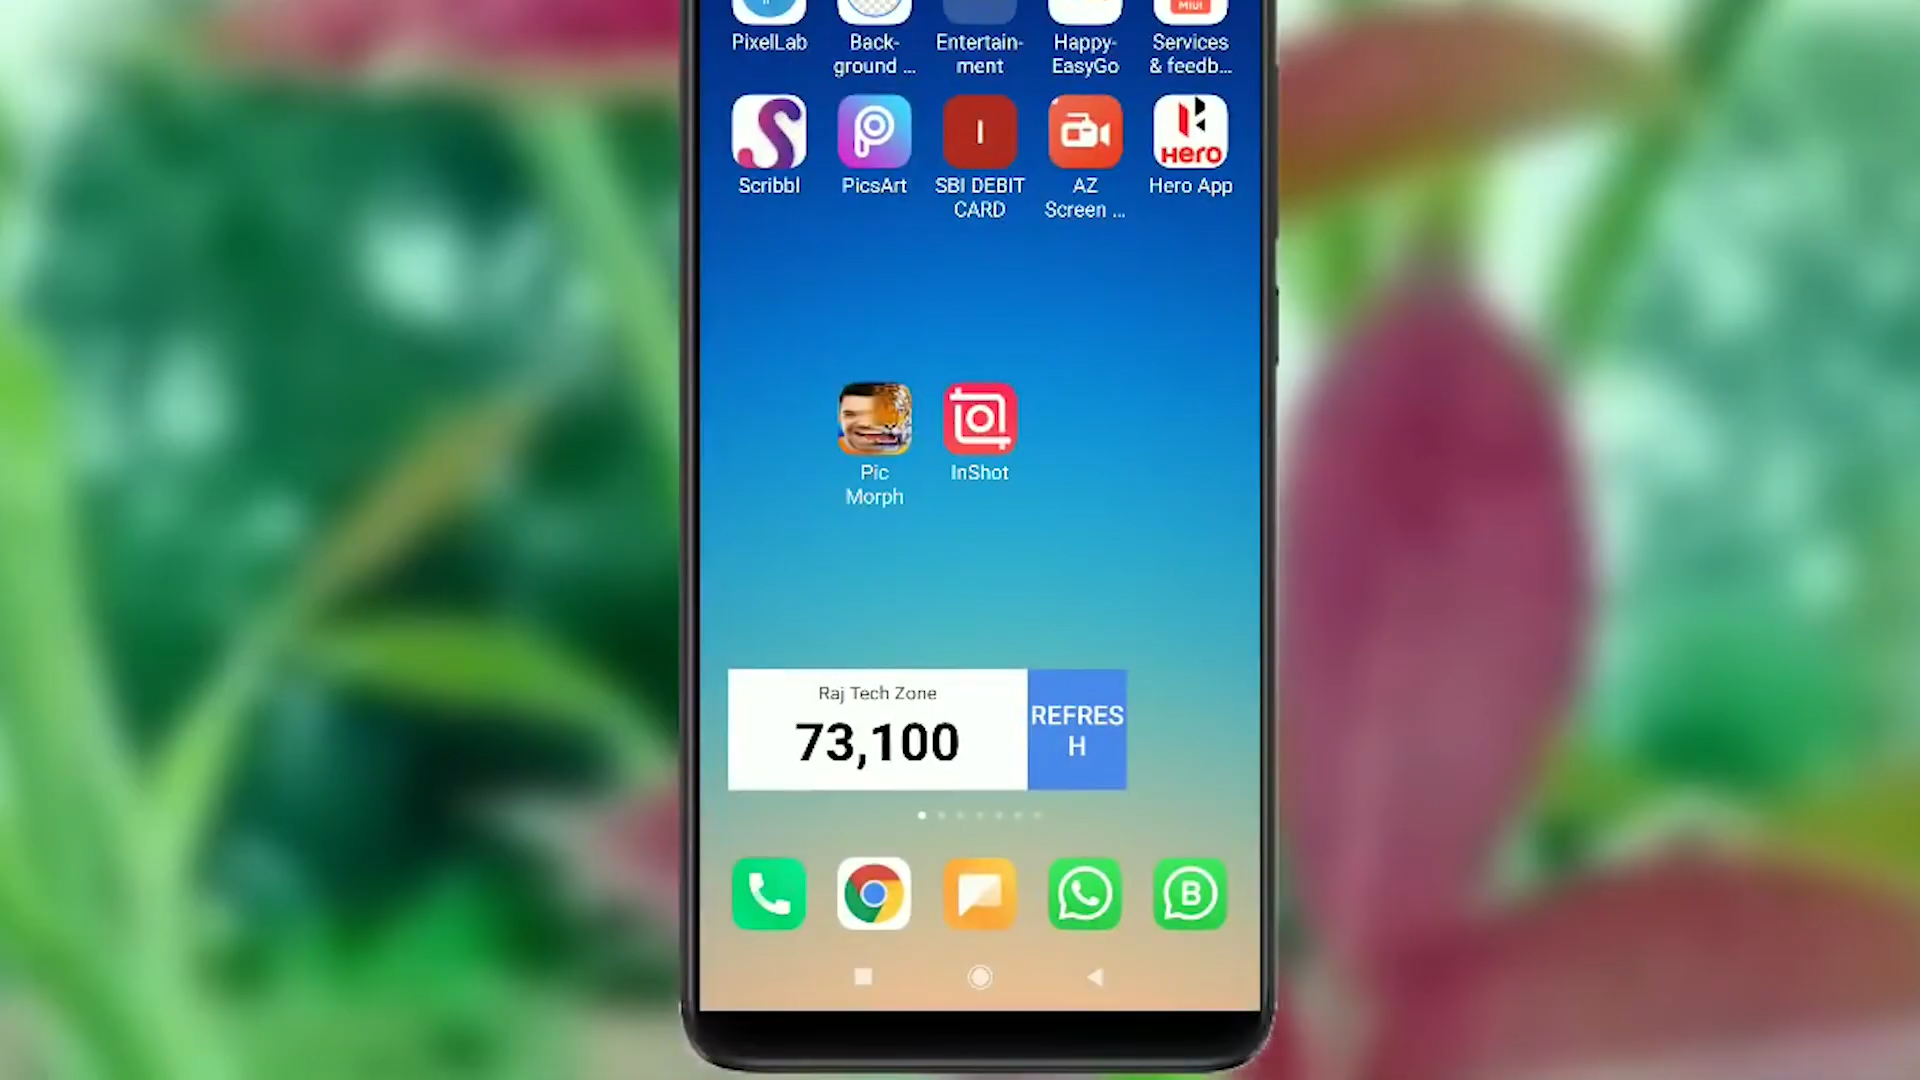 MIUI
PixelLab
Back-
ground ...
Entertain-
ment
Happy-
EasyGo
Services
& feedb...
I
HERO
Scribbl
PicsArt
SBI DEBIT
CARD
AZ
Screen ...
Hero App
Pic
Morph
InShot
Raj Tech Zone
73,100
REFRES
H
B